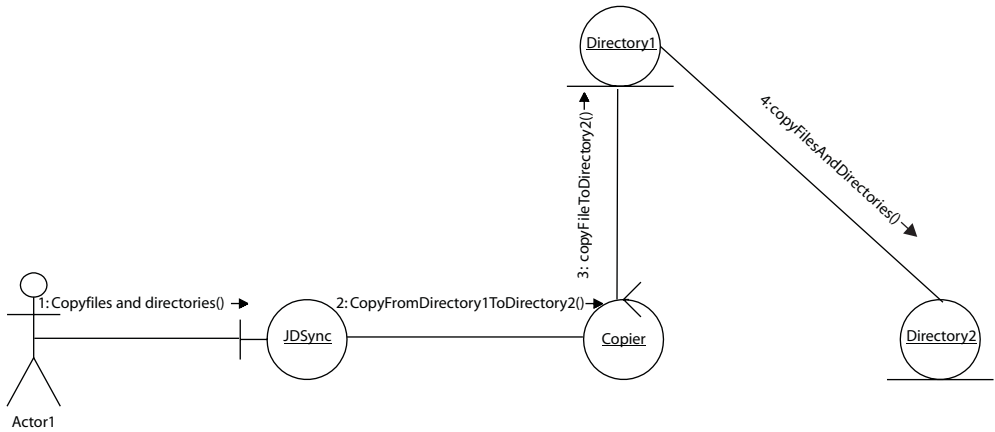 Directory1
4:copyFilesAndDirectories()
3: copyFileToDirectory2()
1:Copyfiles and directories()
2:CopyFromDirectory1ToDirectory2()
JDSync
Copier
Directory2
Actor1